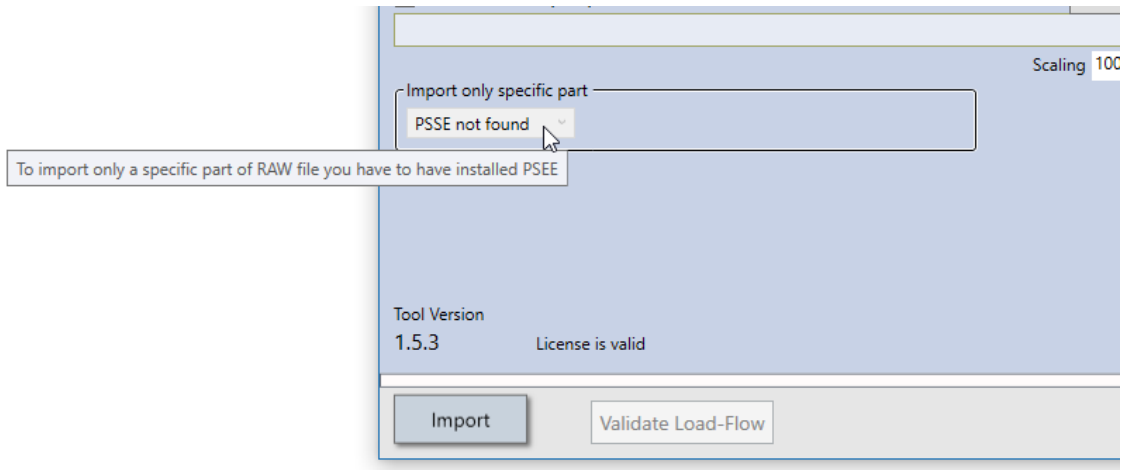 Scaling 100
Import only specific part
PSSE not found
To import only a specific part of RAW file you have to have installed PSEE
Tool Version
1.5.3 License is valid
Import Validate Load-Flow